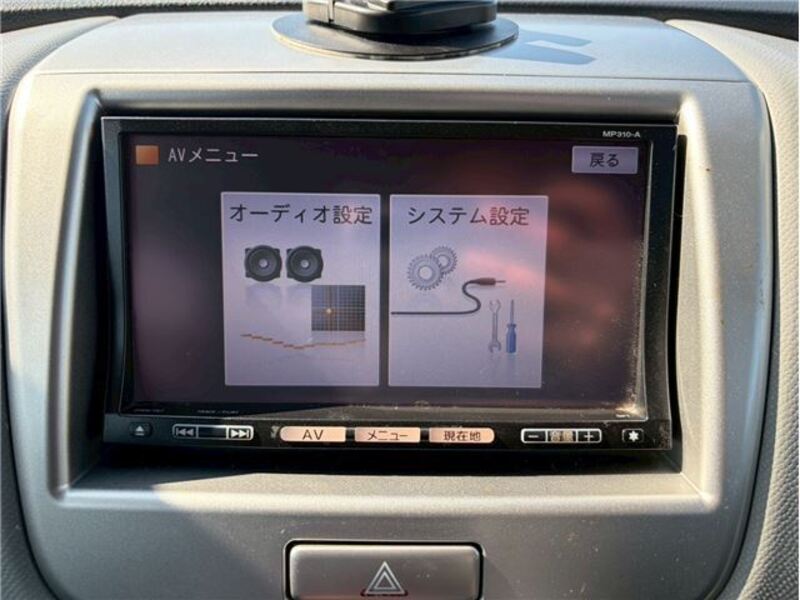 MP310-A
AVメニュー
戻る
オーディオ設定
システム設定
AV
メニュー
現在地
音量